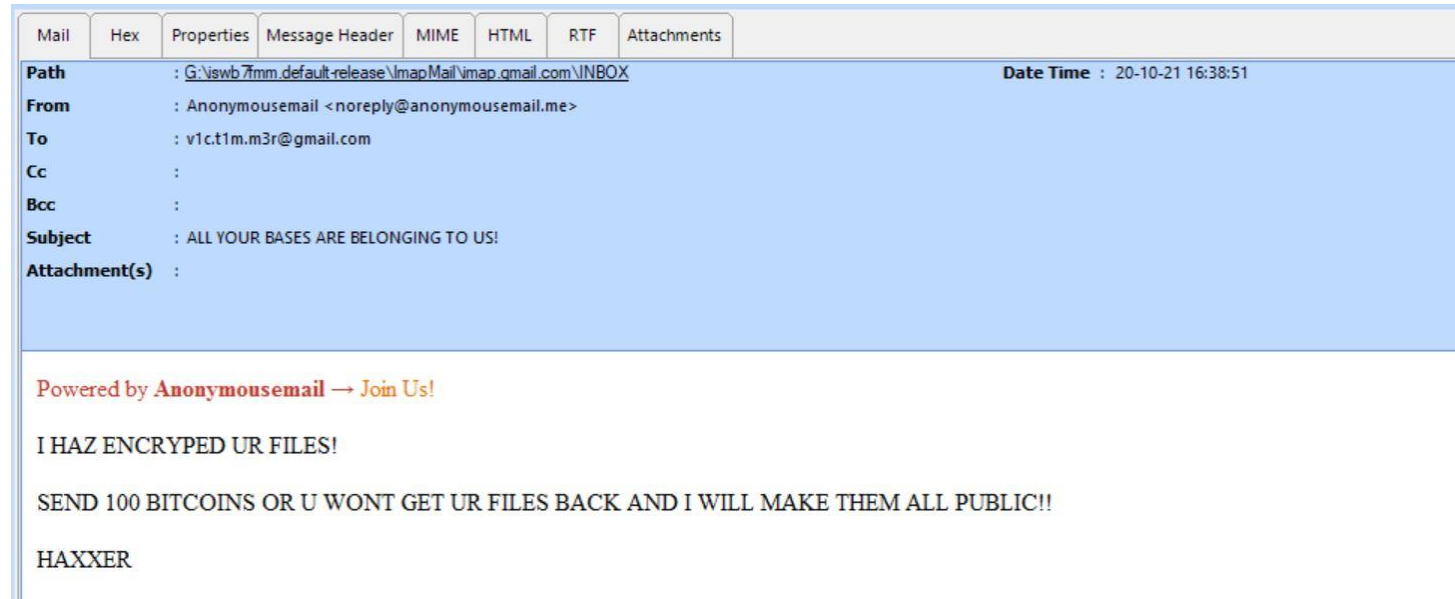 Mail Hex Properties Message Header MIME HTML RTF Attachments
Path : G:\iswb7fmm.default-release\ImapMail\imap.gmail.com\INBOX Date Time : 20-10-21 16:38:51
From : Anonymousemail <noreply@anonymousemail.me>
To : v1c.t1m.m3r@gmail.com
Cc :
Bcc :
Subject : ALL YOUR BASES ARE BELONGING TO US!
Attachment(s) :
Powered by Anonymousemail → Join Us!
I HAZ ENCRYPED UR FILES!
SEND 100 BITCOINS OR U WONT GET UR FILES BACK AND I WILL MAKE THEM ALL PUBLIC!!
HAXXER